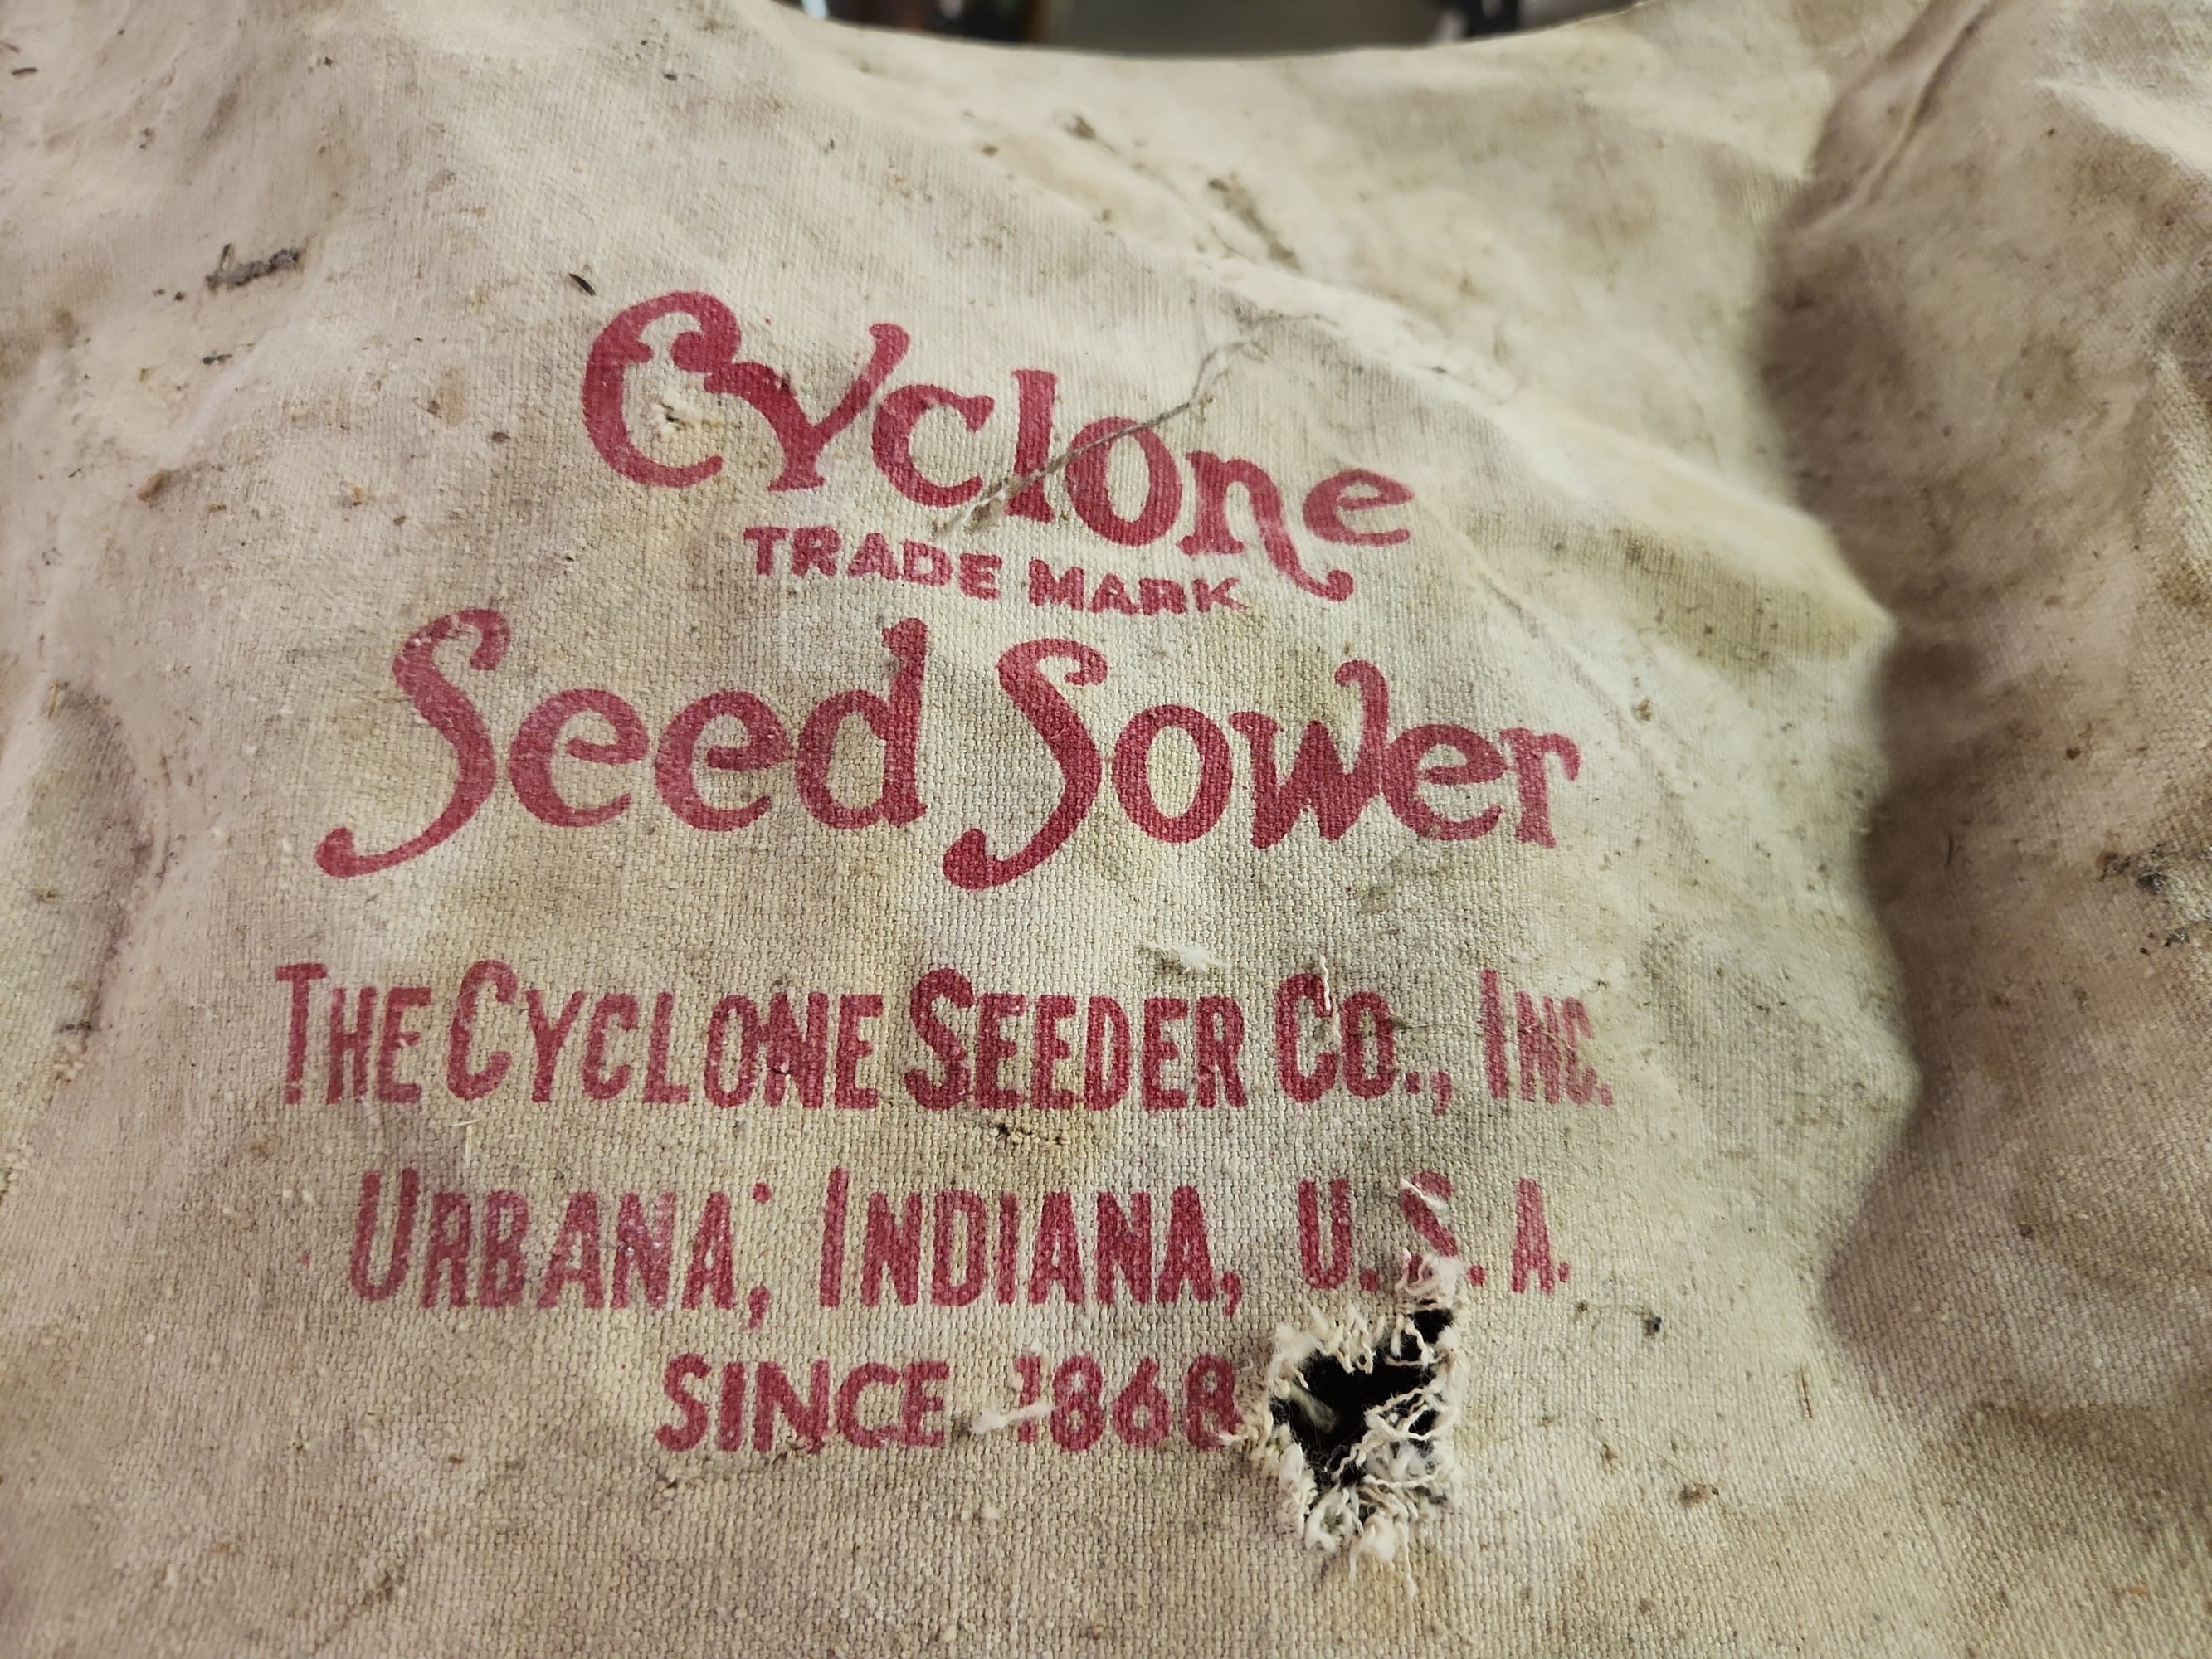 Cyclone
TRADE MARK
Seed Sower
THE CYCLONE SEEDER CO., INC.
URBANA, INDIANA, U.S.A.
SINCE 1868